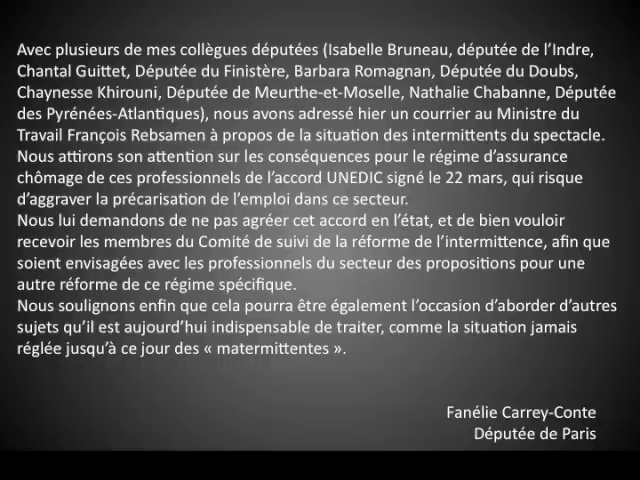 Avec plusieurs de mes collègues députées (Isabelle Bruneau, députée de l’Indre,
Chantal Guittet, Députée du Finistère, Barbara Romagnan, Députée du Doubs,
Chaynesse Khirouni, Députée de Meurthe-et-Moselle, Nathalie Chabanne, Députée
des Pyrénées-Atlantiques), nous avons adressé hier un courrier au Ministre du
Travail François Rebsamen à propos de la situation des intermittents du spectacle.
Nous attirons son attention sur les conséquences pour le régime d’assurance
chômage de ces professionnels de l’accord UNEDIC signé le 22 mars, qui risque
d’aggraver la précarisation de l’emploi dans ce secteur.
Nous lui demandons de ne pas agréer cet accord en l’état, et de bien vouloir
recevoir les membres du Comité de suivi de la réforme de l’intermittence, afin que
soient envisagées avec les professionnels du secteur des propositions pour une
autre réforme de ce régime spécifique.
Nous soulignons enfin que cela pourra être également l’occasion d’aborder d’autres
sujets qu’il est aujourd’hui indispensable de traiter, comme la situation jamais
réglée jusqu’à ce jour des « matermittentes ».
Fanélie Carrey-Conte
Députée de Paris